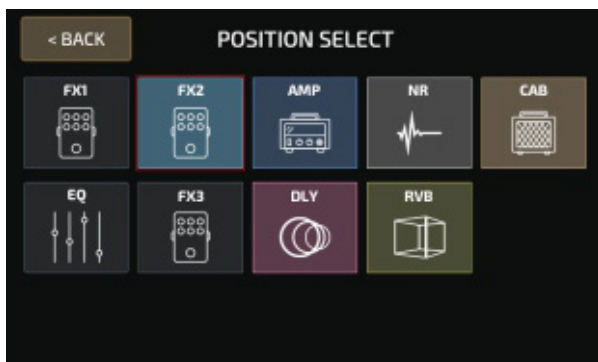 < BACK
POSITION SELECT
FX1
FX2
AMP
NR
CAB
EQ
FX3
DLY
RVB